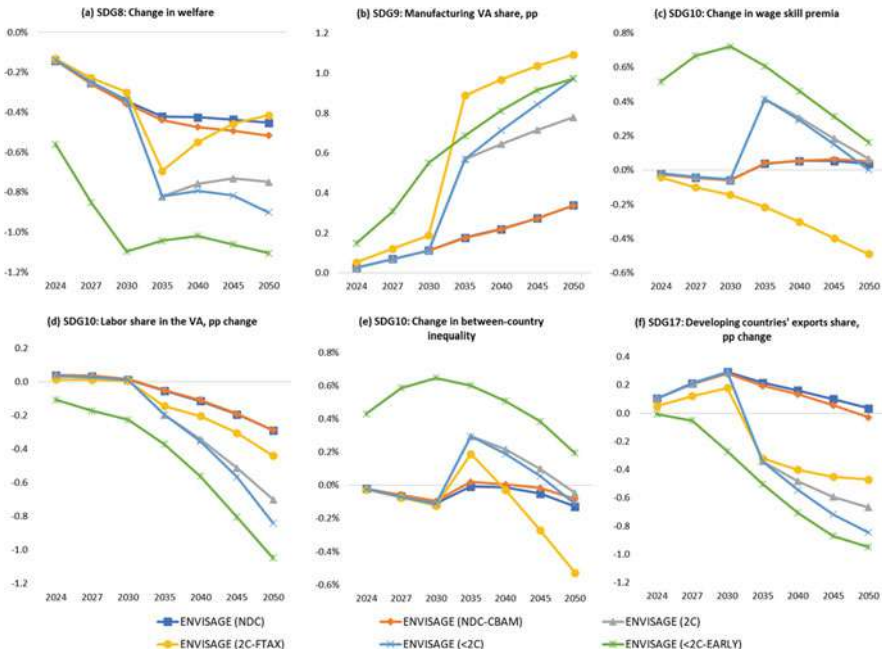 (a) SDG8: Change in welfare
0.0%
-0.2%
-0.4%
-0.6%
-0.8%
-1.0%
-1.2%
2024 2027 2030 2035 2040 2045 2050
(b) SDG9: Manufacturing VA share, pp
1.2
1.0
0.8
0.6
0.4
0.2
0.0
2024 2027 2030 2035 2040 2045 2050
(c) SDG10: Change in wage skill premia
0.8%
0.6%
0.4%
0.2%
0.0%
-0.2%
-0.4%
-0.6%
2024 2027 2030 2035 2040 2045 2050
(d) SDG10: Labor share in the VA, pp change
0.2
0.0
-0.2
-0.4
-0.6
-0.8
-1.0
-1.2
2024 2027 2030 2035 2040 2045 2050
(e) SDG10: Change in between-country
inequality
0.8%
0.6%
0.4%
0.2%
0.0%
-0.2%
-0.4%
-0.6%
2024 2027 2030 2035 2040 2045 2050
(f) SDG17: Developing countries' exports share,
pp change
0.4
0.2
0.0
-0.2
-0.4
-0.6
-0.8
-1.0
-1.2
2024 2027 2030 2035 2040 2045 2050
ENVISAGE (NDC) ENVISAGE (NDC-CBAM) ENVISAGE (2C)
ENVISAGE (2C-FTAX) ENVISAGE (<2C) ENVISAGE (<2C-EARLY)